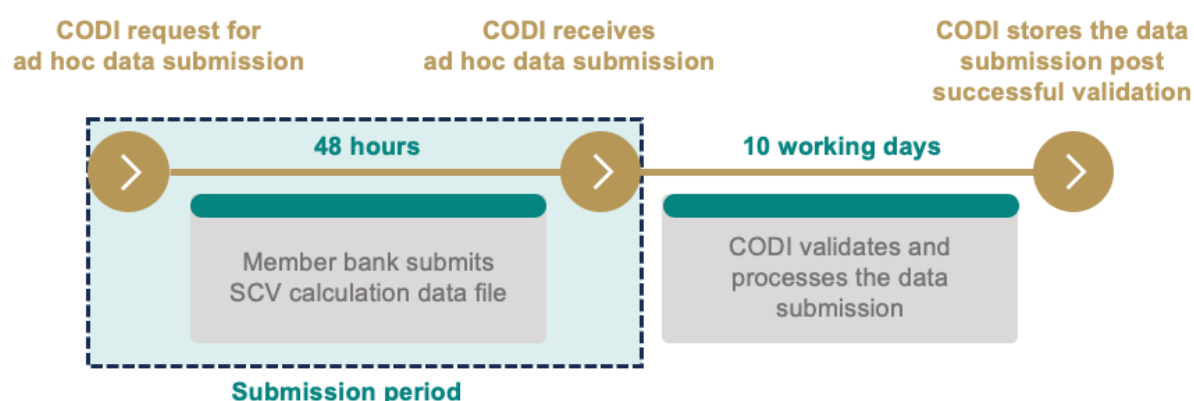 CODI request for
ad hoc data submission
CODI receives
ad hoc data submission
CODI stores the data
submission post
successful validation
48 hours
10 working days
Member bank submits
SCV calculation data file
CODI validates and
processes the data
submission
Submission period